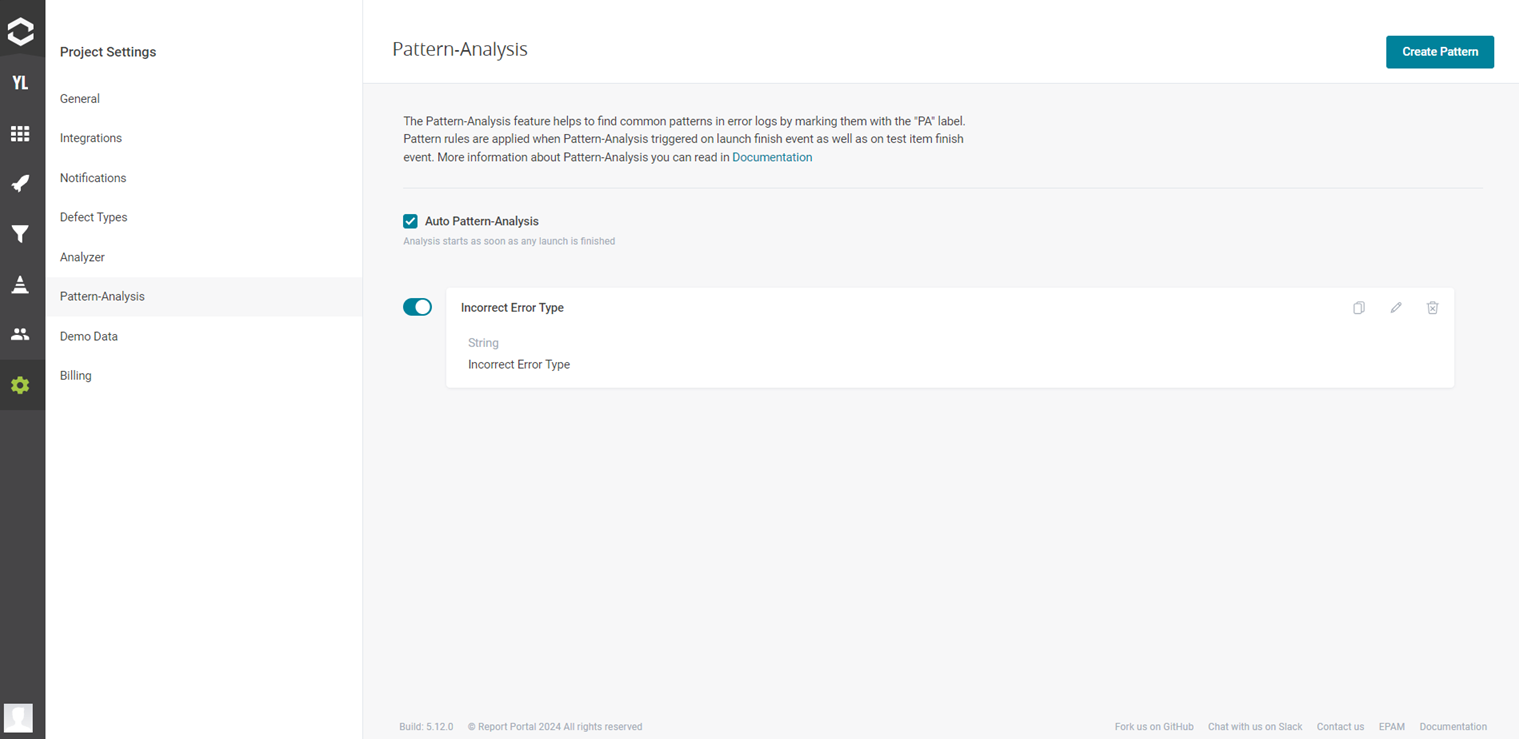 YL
Project Settings
General
Integrations
Notifications
Defect Types
Analyzer
Pattern-Analysis
Demo Data
Billing
Pattern-Analysis
Create Pattern
The Pattern-Analysis feature helps to find common patterns in error logs by marking them with the "PA" label.
Pattern rules are applied when Pattern-Analysis triggered on launch finish event as well as on test item finish
event. More information about Pattern-Analysis you can read in Documentation
Auto Pattern-Analysis
Analysis starts as soon as any launch is finished
Incorrect Error Type
String
Incorrect Error Type
Build: 5.12.0 © Report Portal 2024 All rights reserved
Fork us on GitHub Chat with us on Slack Contact us EPAM Documentation